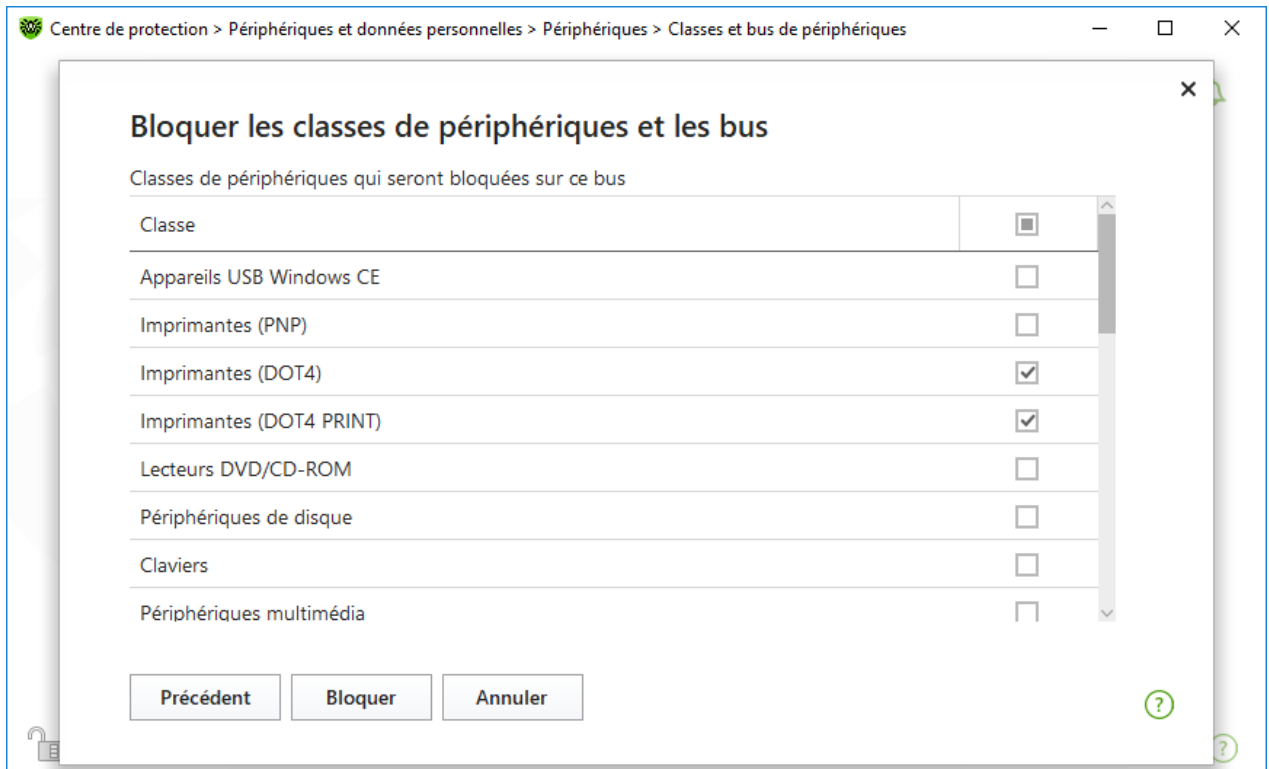 Centre de protection > Périphériques et données personnelles > Périphériques > Classes et bus de périphériques
Bloquer les classes de périphériques et les bus
Classes de périphériques qui seront bloquées sur ce bus
Classe
Appareils USB Windows CE
Imprimantes (PNP)
Imprimantes (DOT4)
Imprimantes (DOT4 PRINT)
Lecteurs DVD/CD-ROM
Périphériques de disque
Claviers
Périphériques multimédia
Précédent Bloquer Annuler ?
?